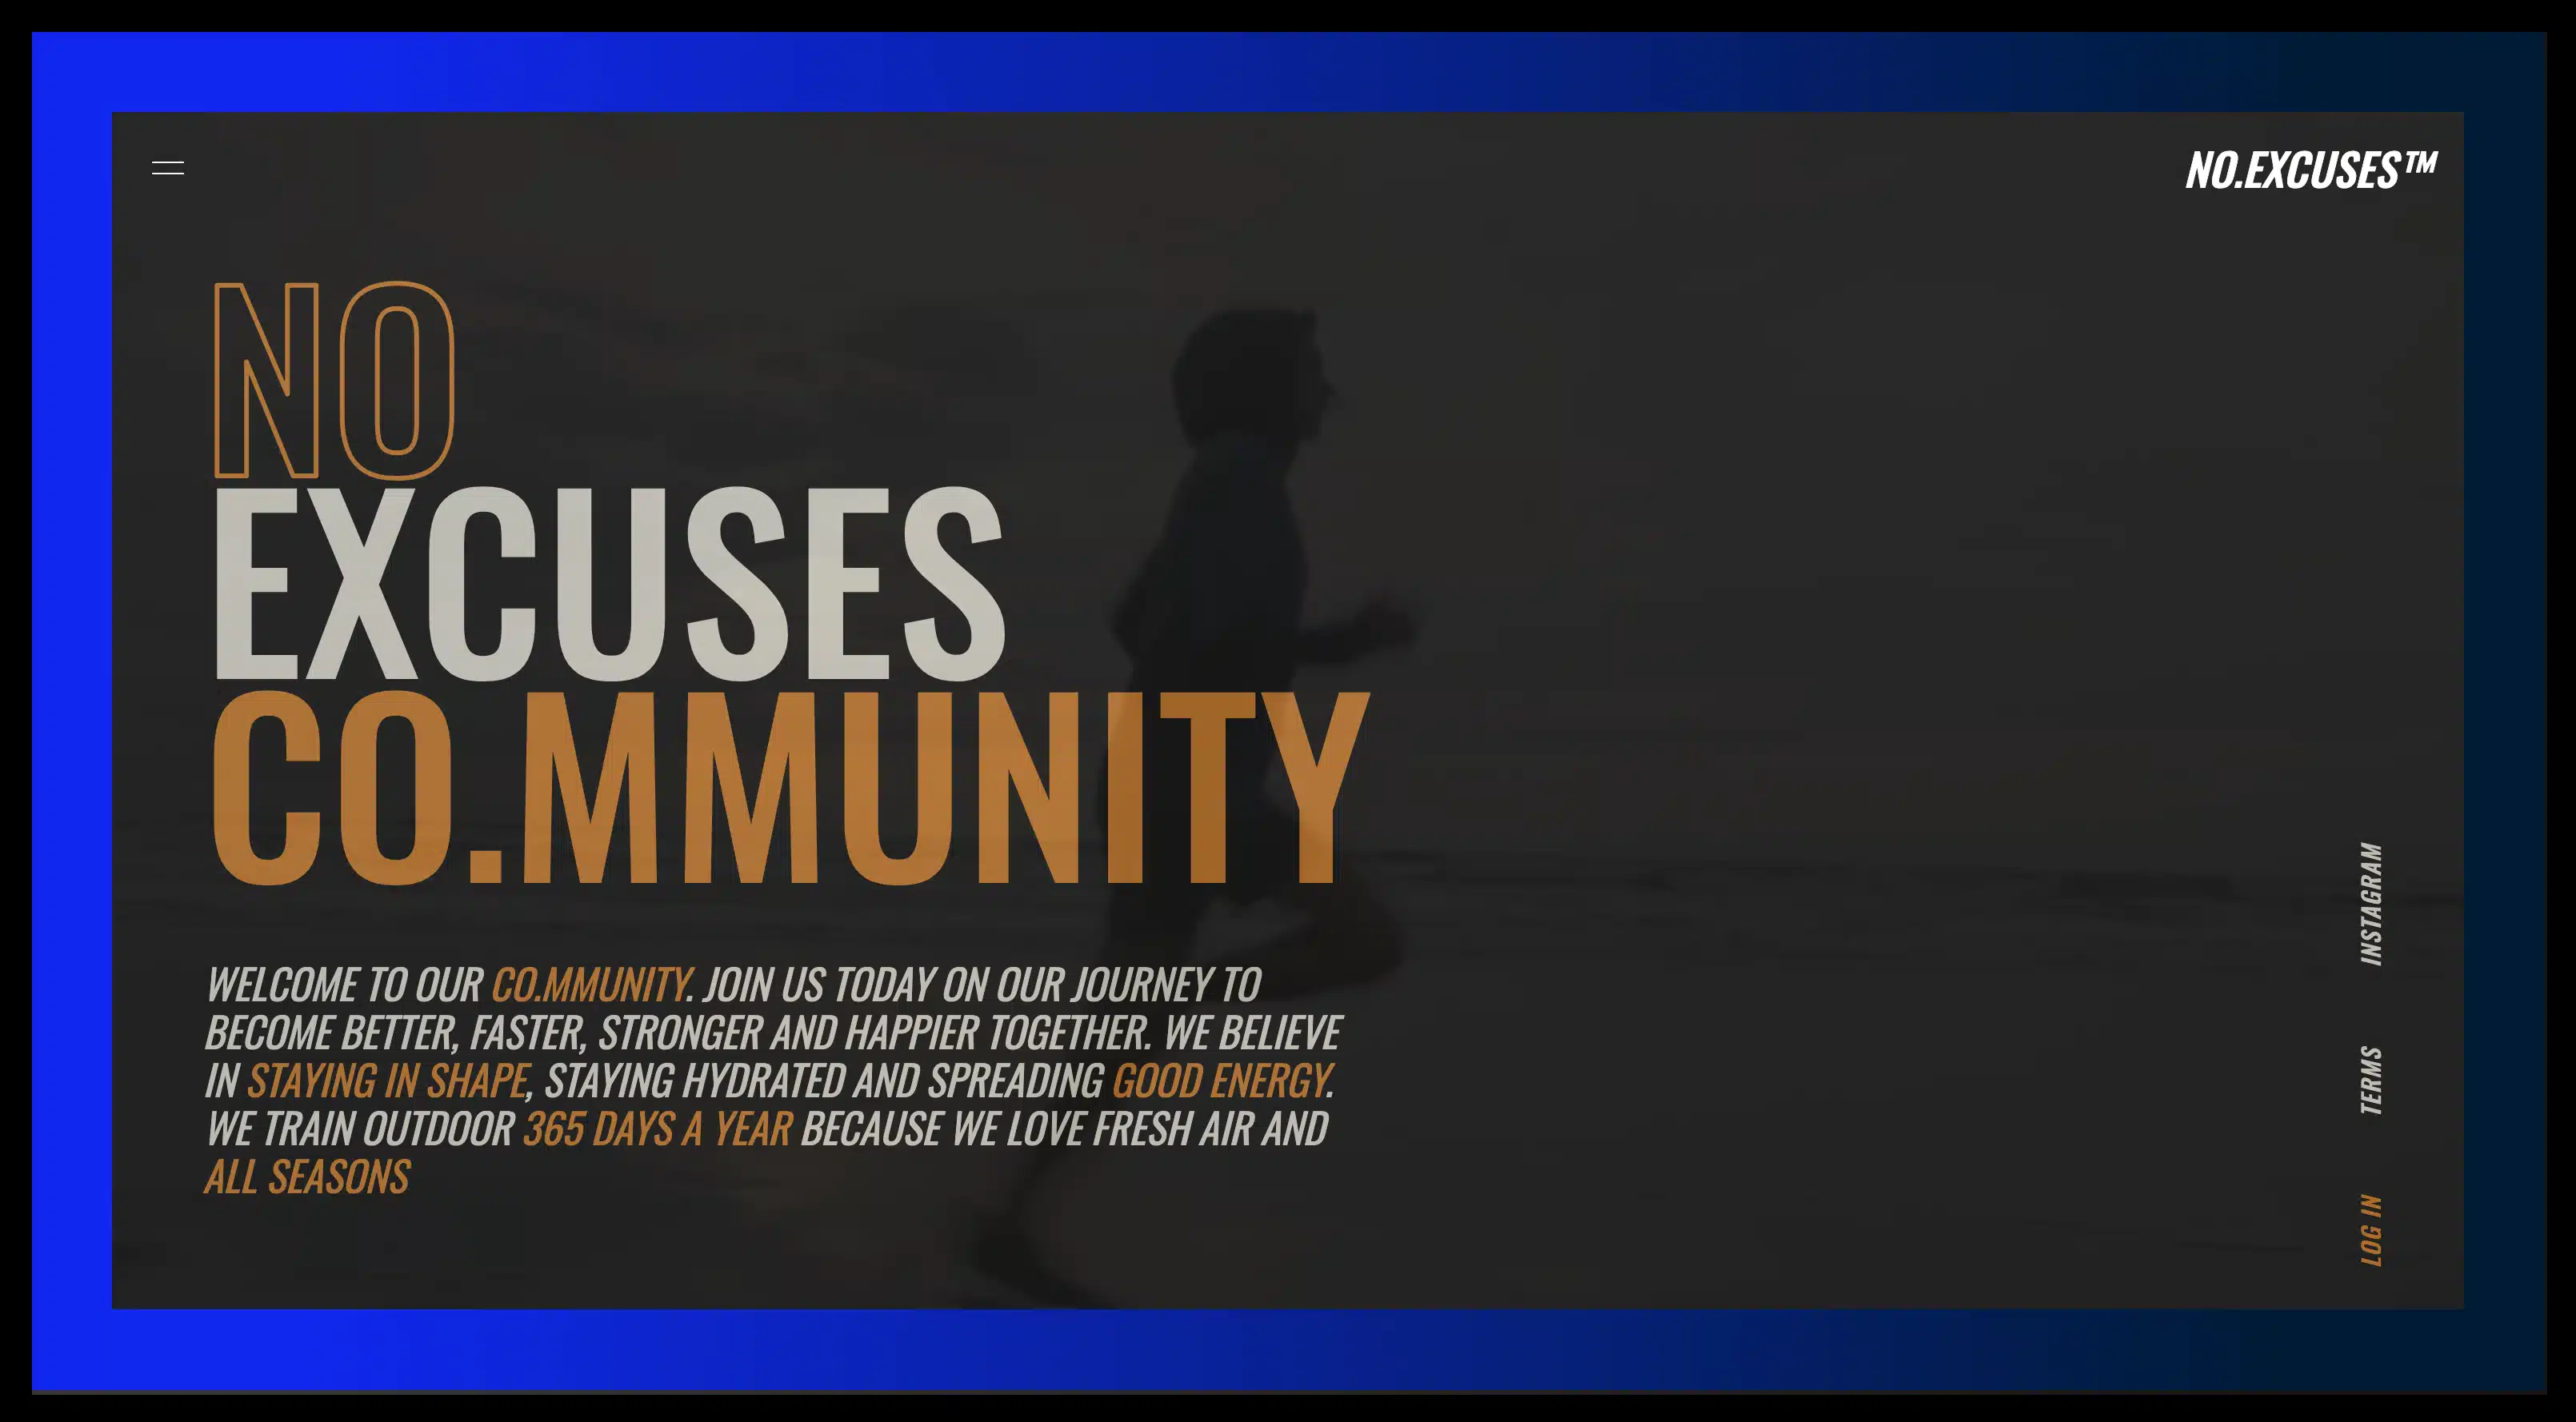 NO.EXCUSES™
NO
EXCUSES
CO.MMUNITY
WELCOME TO OUR CO.MMUNITY. JOIN US TODAY ON OUR JOURNEY TO
BECOME BETTER, FASTER, STRONGER AND HAPPIER TOGETHER. WE BELIEVE
IN STAYING IN SHAPE, STAYING HYDRATED AND SPREADING GOOD ENERGY.
WE TRAIN OUTDOOR 365 DAYS A YEAR BECAUSE WE LOVE FRESH AIR AND
ALL SEASONS
INSTAGRAM
TERMS
LOG IN